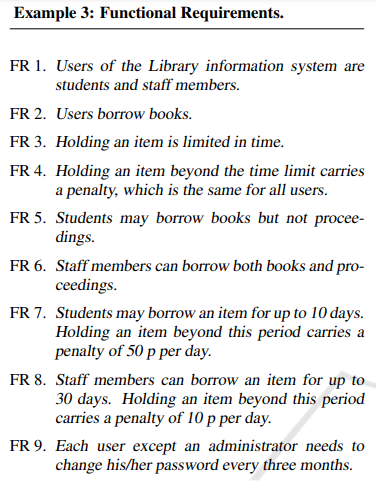 Example 3: Functional Requirements.
FR 1. Users of the Library information system are
students and staff members.
FR 2. Users borrow books.
FR 3. Holding an item is limited in time.
FR 4. Holding an item beyond the time limit carries
a penalty, which is the same for all users.
FR 5. Students may borrow books but not procee-
dings.
FR 6. Staff members can borrow both books and pro-
ceedings.
FR 7. Students may borrow an item for up to 10 days.
Holding an item beyond this period carries a
penalty of 50 p per day.
FR 8. Staff members can borrow an item for up to
30 days. Holding an item beyond this period
carries a penalty of 10 p per day.
FR 9. Each user except an administrator needs to
change his/her password every three months.